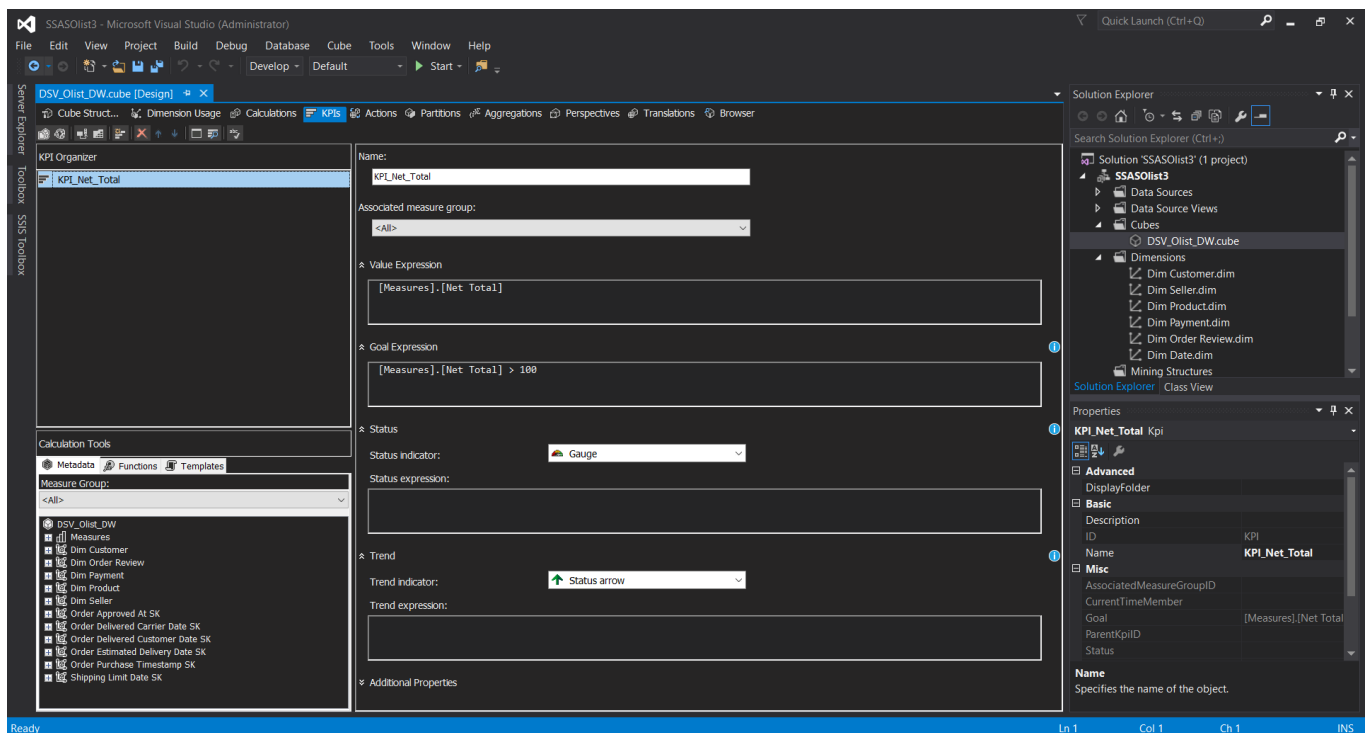 SSASOlist3 - Microsoft Visual Studio (Administrator)
Quick Launch (Ctrl+Q)
File Edit View Project Build Debug Database Cube Tools Window Help
Develop Default Start
Server Explorer
Toolbox
SSIS Toolbox
DSV_Olist_DW.cube [Design]
Cube Struct... Dimension Usage Calculations KPIs Actions Partitions Aggregations Perspectives Translations Browser
KPI Organizer
KPI_Net_Total
Calculation Tools
Metadata Functions Templates
Measure Group:
<All>
DSV_Olist_DW
Measures
Dim Customer
Dim Order Review
Dim Payment
Dim Product
Dim Seller
Order Approved At SK
Order Delivered Carrier Date SK
Order Delivered Customer Date SK
Order Estimated Delivery Date SK
Order Purchase Timestamp SK
Shipping Limit Date SK
Name:
KPI_Net_Total
Associated measure group:
<All>
Value Expression
[Measures].[Net Total]
Goal Expression
[Measures].[Net Total] > 100
Status
Status indicator: Gauge
Status expression:
Trend
Trend indicator: Status arrow
Trend expression:
Additional Properties
Solution Explorer
Search Solution Explorer (Ctrl+;)
Solution 'SSASOlist3' (1 project)
SSASOlist3
Data Sources
Data Source Views
Cubes
DSV_Olist_DW.cube
Dimensions
Dim Customer.dim
Dim Seller.dim
Dim Product.dim
Dim Payment.dim
Dim Order Review.dim
Dim Date.dim
Mining Structures
Solution Explorer Class View
Properties
KPI_Net_Total Kpi
Advanced
DisplayFolder
Basic
Description
ID KPI
Name KPI_Net_Total
Misc
AssociatedMeasureGroupID
CurrentTimeMember
Goal [Measures].[Net Total
ParentKpiID
Status
Name
Specifies the name of the object.
Ready Ln 1 Col 1 Ch 1 INS